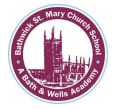 Bathwick St. Mary Church School
A Bath & Wells Academy